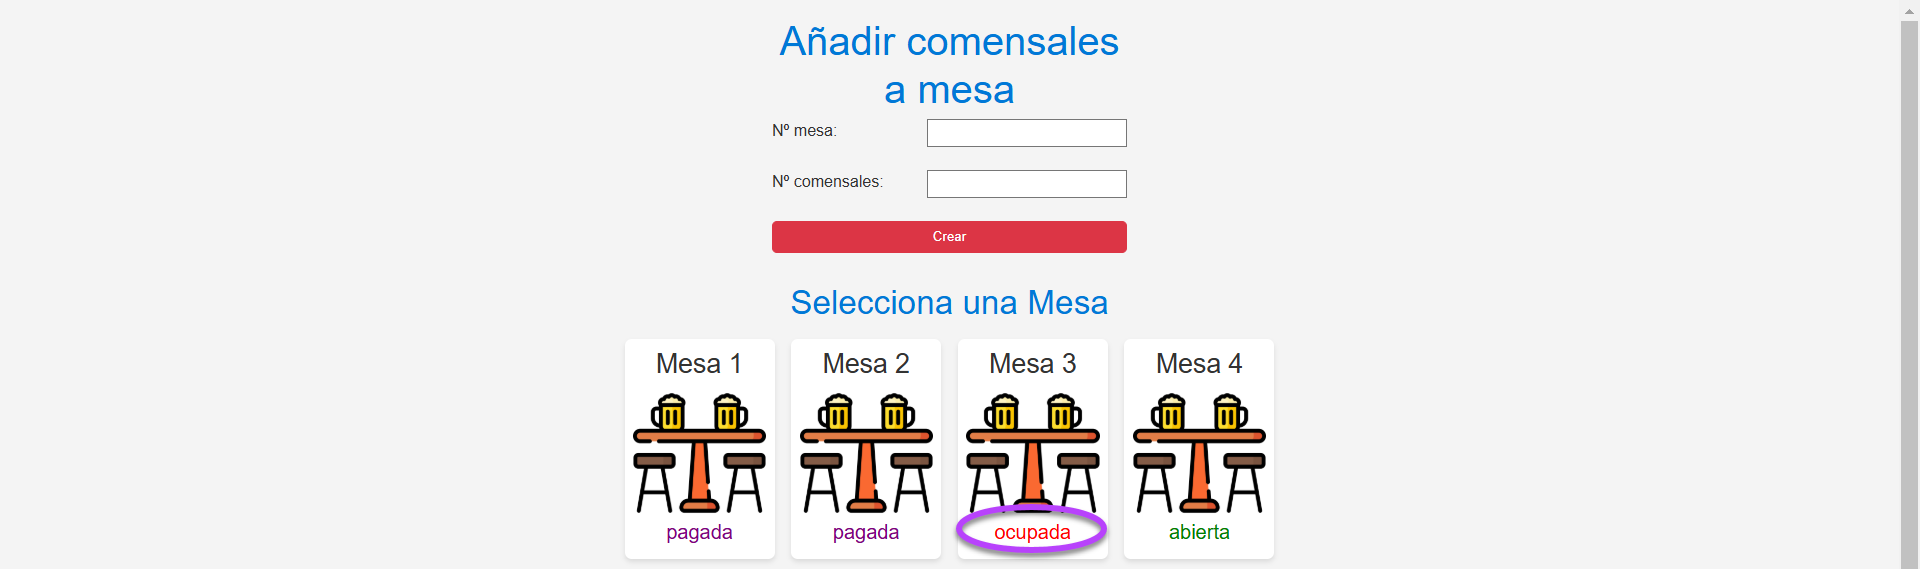 Añadir comensales
a mesa
Nº mesa:
Nº comensales:
Crear
Selecciona una Mesa
Mesa 1
Mesa 2
Mesa 3
Mesa 4
pagada
pagada
ocupada
abierta